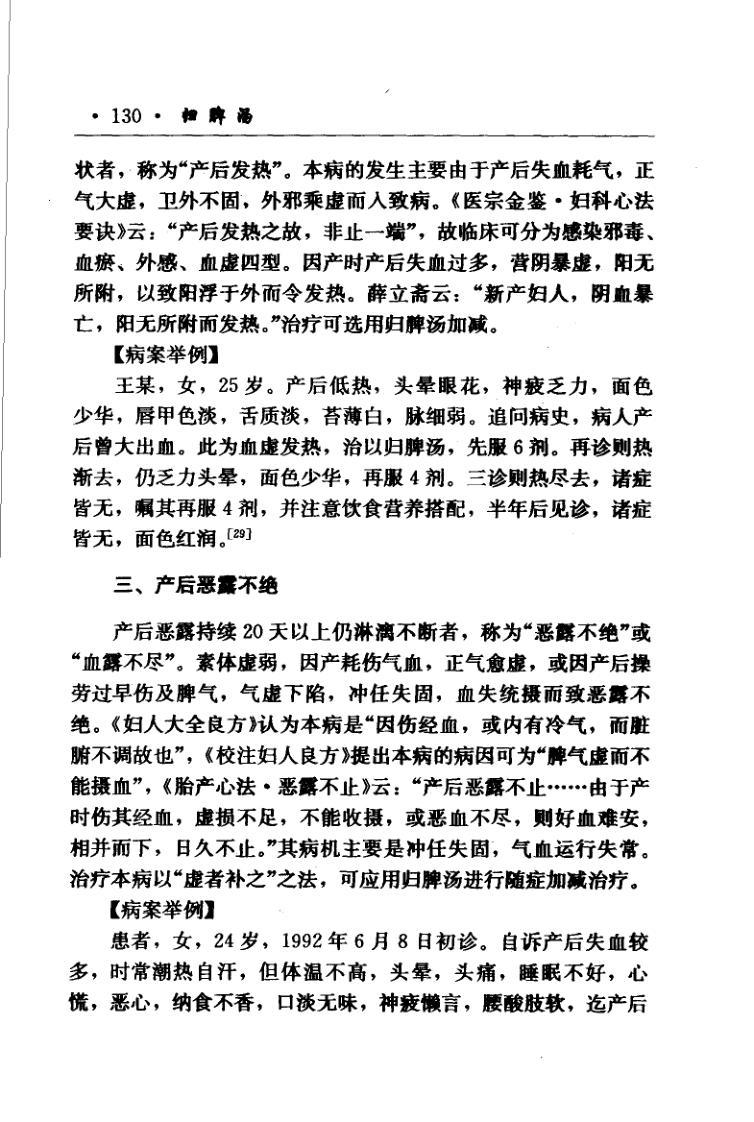 · 130 · 归脾汤
状者，称为“产后发热”。本病的发生主要由于产后失血耗气，正
气大虚，卫外不固，外邪乘虚而入致病。《医宗金鉴·妇科心法
要诀》云：“产后发热之故，非止一端”，故临床可分为感染邪毒、
血瘀、外感、血虚四型。因产时产后失血过多，营阴暴虚，阳无
所附，以致阳浮于外而令发热。薛立斋云：“新产妇人，阴血暴
亡，阳无所附而发热。”治疗可选用归脾汤加减。
【病案举例】
王某，女，25岁。产后低热，头晕眼花，神疲乏力，面色
少华，唇甲色淡，舌质淡，苔薄白，脉细弱。追问病史，病人产
后曾大出血。此为血虚发热，治以归脾汤，先服6剂。再诊则热
渐去，仍乏力头晕，面色少华，再服4剂。三诊则热尽去，诸症
皆无，嘱其再服4剂，并注意饮食营养搭配，半年后见诊，诸症
皆无，面色红润。[29]
三、产后恶露不绝
产后恶露持续20天以上仍淋漓不断者，称为“恶露不绝”或
“血露不尽”。素体虚弱，因产耗伤气血，正气愈虚，或因产后操
劳过早伤及脾气，气虚下陷，冲任失固，血失统摄而致恶露不
绝。《妇人大全良方》认为本病是“因伤经血，或内有冷气，而脏
腑不调故也”，《校注妇人良方》提出本病的病因可为“脾气虚而不
能摄血”，《胎产心法·恶露不止》云：“产后恶露不止……由于产
时伤其经血，虚损不足，不能收摄，或恶血不尽，则好血难安，
相并而下，日久不止。”其病机主要是冲任失固，气血运行失常。
治疗本病以“虚者补之”之法，可应用归脾汤进行随症加减治疗。
【病案举例】
患者，女，24岁，1992年6月8日初诊。自诉产后失血较
多，时常潮热自汗，但体温不高，头晕，头痛，睡眠不好，心
慌，恶心，纳食不香，口淡无味，神疲懒言，腰酸肢软，迄产后